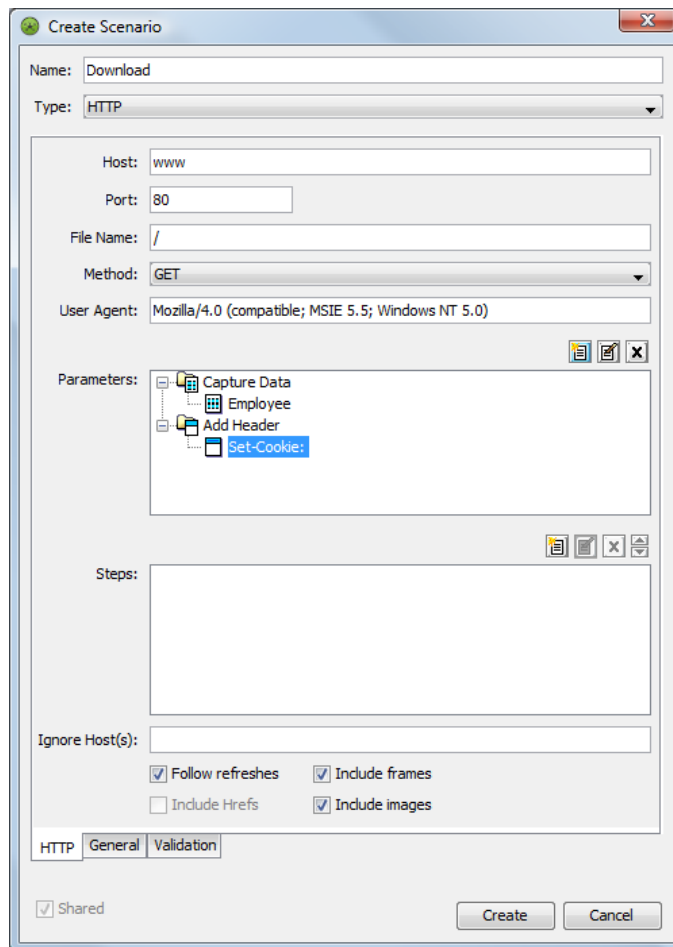 Create Scenario
Name: Download
Type: HTTP
Host: www
Port: 80
File Name: /
Method: GET
User Agent: Mozilla/4.0 (compatible; MSIE 5.5; Windows NT 5.0)
Parameters: Capture Data
Employee
Add Header
Set-Cookie:
Steps:
Ignore Host(s):
Follow refreshes Include frames
Include Hrefs Include images
HTTP General Validation
Shared Create Cancel